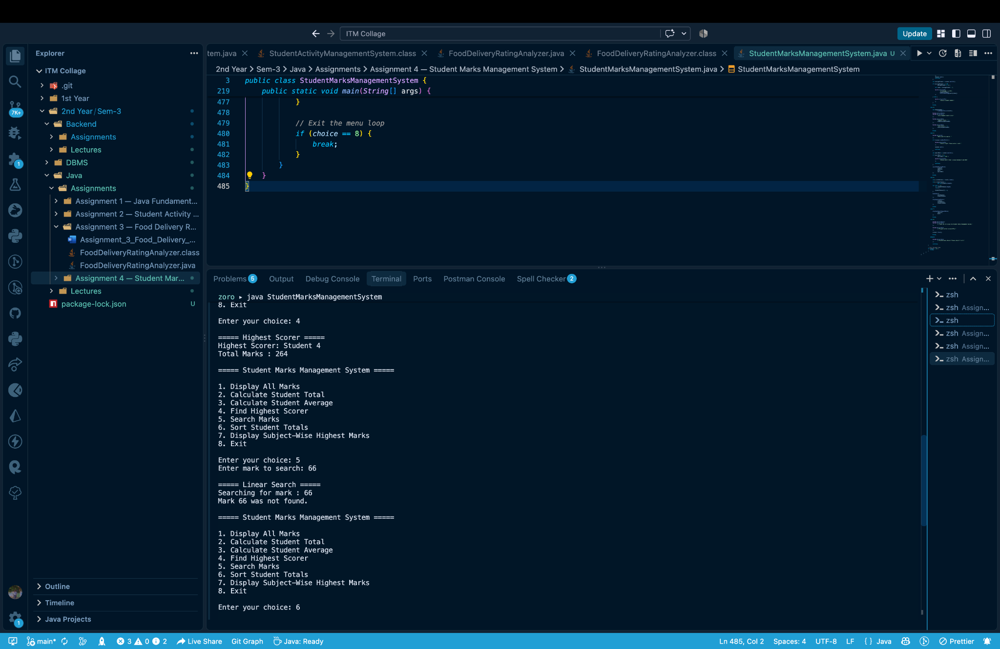 ITM Collage
Update
Explorer
tem.java
StudentActivityManagementSystem.class
FoodDeliveryRatingAnalyzer.java
FoodDeliveryRatingAnalyzer.class
StudentMarksManagementSystem.java U
2nd Year > Sem-3 > Java > Assignments > Assignment 4 — Student Marks Management System > StudentMarksManagementSystem.java > StudentMarksManagementSystem
ITM Collage
.git
1st Year
2nd Year / Sem-3
Backend
Assignments
Lectures
DBMS
Java
Assignments
Assignment 1 — Java Fundament...
Assignment 2 — Student Activity ...
Assignment 3 — Food Delivery R...
Assignment_3_Food_Delivery_...
FoodDeliveryRatingAnalyzer.class
FoodDeliveryRatingAnalyzer.java
Assignment 4 — Student Mar...
Lectures
package-lock.json U
7K+
1
Outline
Timeline
Java Projects
1
3 public class StudentMarksManagementSystem {
219 public static void main(String[] args) {
477 }
478
479 // Exit the menu loop
480 if (choice == 8) {
481 break;
482 }
483 }
484 }
485 }
Problems 5 Output Debug Console Terminal Ports Postman Console Spell Checker 2
zoro ▸ java StudentMarksManagementSystem
8. Exit
Enter your choice: 4
===== Highest Scorer =====
Highest Scorer: Student 4
Total Marks : 264
===== Student Marks Management System =====
1. Display All Marks
2. Calculate Student Total
3. Calculate Student Average
4. Find Highest Scorer
5. Search Marks
6. Sort Student Totals
7. Display Subject-Wise Highest Marks
8. Exit
Enter your choice: 5
Enter mark to search: 66
===== Linear Search =====
Searching for mark : 66
Mark 66 was not found.
===== Student Marks Management System =====
1. Display All Marks
2. Calculate Student Total
3. Calculate Student Average
4. Find Highest Scorer
5. Search Marks
6. Sort Student Totals
7. Display Subject-Wise Highest Marks
8. Exit
Enter your choice: 6
zsh
zsh Assign...
zsh
zsh Assign...
zsh Assign...
zsh Assign...
main* 3 0 2 Live Share Git Graph Java: Ready
Ln 485, Col 2 Spaces: 4 UTF-8 LF { } Java Prettier